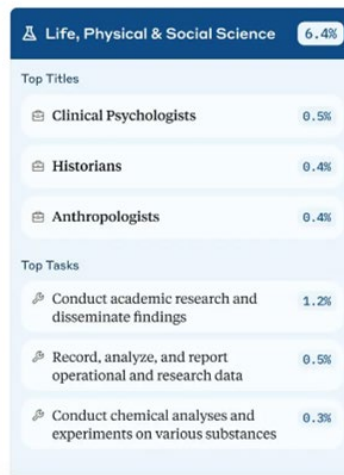 Life, Physical & Social Science 6.4%
Top Titles
Clinical Psychologists 0.5%
Historians 0.4%
Anthropologists 0.4%
Top Tasks
Conduct academic research and 1.2%
disseminate findings
Record, analyze, and report 0.5%
operational and research data
Conduct chemical analyses and 0.3%
experiments on various substances